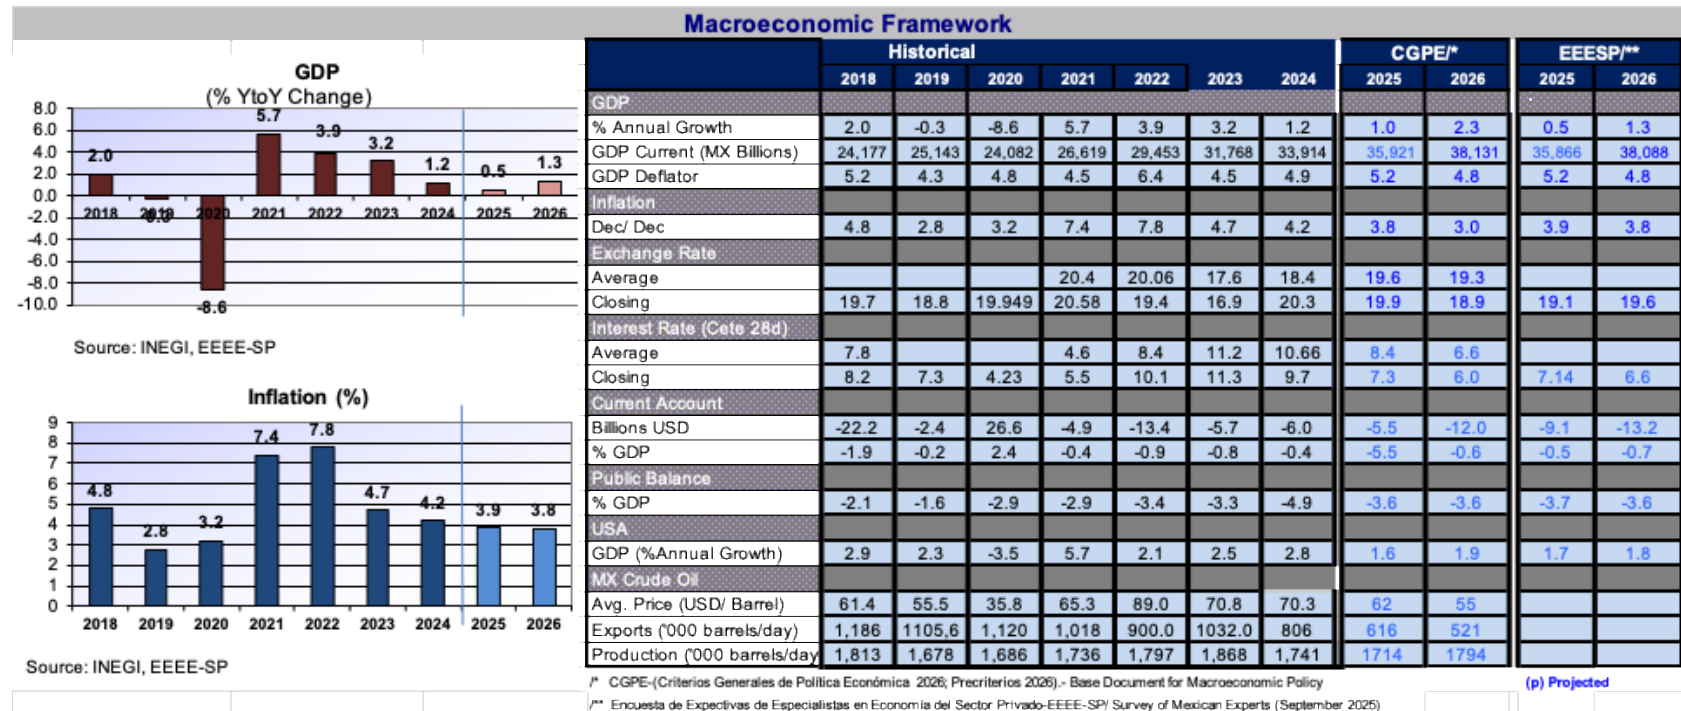 Macroeconomic Framework
GDP
(% YtoY Change)
8.0
6.0
4.0
2.0
0.0
-2.0
-4.0
-6.0
-8.0
-10.0
2.0 -0.3 -8.6 5.7 3.9 3.2 1.2 0.5 1.3
2018 2019 2020 2021 2022 2023 2024 2025 2026
Source: INEGI, EEEE-SP
Inflation (%)
9
8
7
6
5
4
3
2
1
0
4.8 2.8 3.2 7.4 7.8 4.7 4.2 3.9 3.8
2018 2019 2020 2021 2022 2023 2024 2025 2026
Source: INEGI, EEEE-SP
Historical CGPE/* EEESP/**
2018 2019 2020 2021 2022 2023 2024 2025 2026 2025 2026
GDP
% Annual Growth 2.0 -0.3 -8.6 5.7 3.9 3.2 1.2 1.0 2.3 0.5 1.3
GDP Current (MX Billions) 24,177 25,143 24,082 26,619 29,453 31,768 33,914 35,921 38,131 35,866 38,088
GDP Deflator 5.2 4.3 4.8 4.5 6.4 4.5 4.9 5.2 4.8 5.2 4.8
Inflation
Dec/ Dec 4.8 2.8 3.2 7.4 7.8 4.7 4.2 3.8 3.0 3.9 3.8
Exchange Rate
Average 20.4 20.06 17.6 18.4 19.6 19.3
Closing 19.7 18.8 19.949 20.58 19.4 16.9 20.3 19.9 18.9 19.1 19.6
Interest Rate (Cete 28d)
Average 7.8 4.6 8.4 11.2 10.66 8.4 6.6
Closing 8.2 7.3 4.23 5.5 10.1 11.3 9.7 7.3 6.0 7.14 6.6
Current Account
Billions USD -22.2 -2.4 26.6 -4.9 -13.4 -5.7 -6.0 -5.5 -12.0 -9.1 -13.2
% GDP -1.9 -0.2 2.4 -0.4 -0.9 -0.8 -0.4 -5.5 -0.6 -0.5 -0.7
Public Balance
% GDP -2.1 -1.6 -2.9 -2.9 -3.4 -3.3 -4.9 -3.6 -3.6 -3.7 -3.6
USA
GDP (%Annual Growth) 2.9 2.3 -3.5 5.7 2.1 2.5 2.8 1.6 1.9 1.7 1.8
MX Crude Oil
Avg. Price (USD/ Barrel) 61.4 55.5 35.8 65.3 89.0 70.8 70.3 62 55
Exports ('000 barrels/day) 1,186 1105,6 1,120 1,018 900.0 1032.0 806 616 521
Production ('000 barrels/day 1,813 1,678 1,686 1,736 1,797 1,868 1,741 1714 1794
/* CGPE-(Criterios Generales de Política Económica 2026; Precriterios 2026).- Base Document for Macroeconomic Policy
(p) Projected
/** Encuesta de Expectivas de Especialistas en Economía del Sector Privado-EEEE-SP/ Survey of Mexican Experts (September 2025)